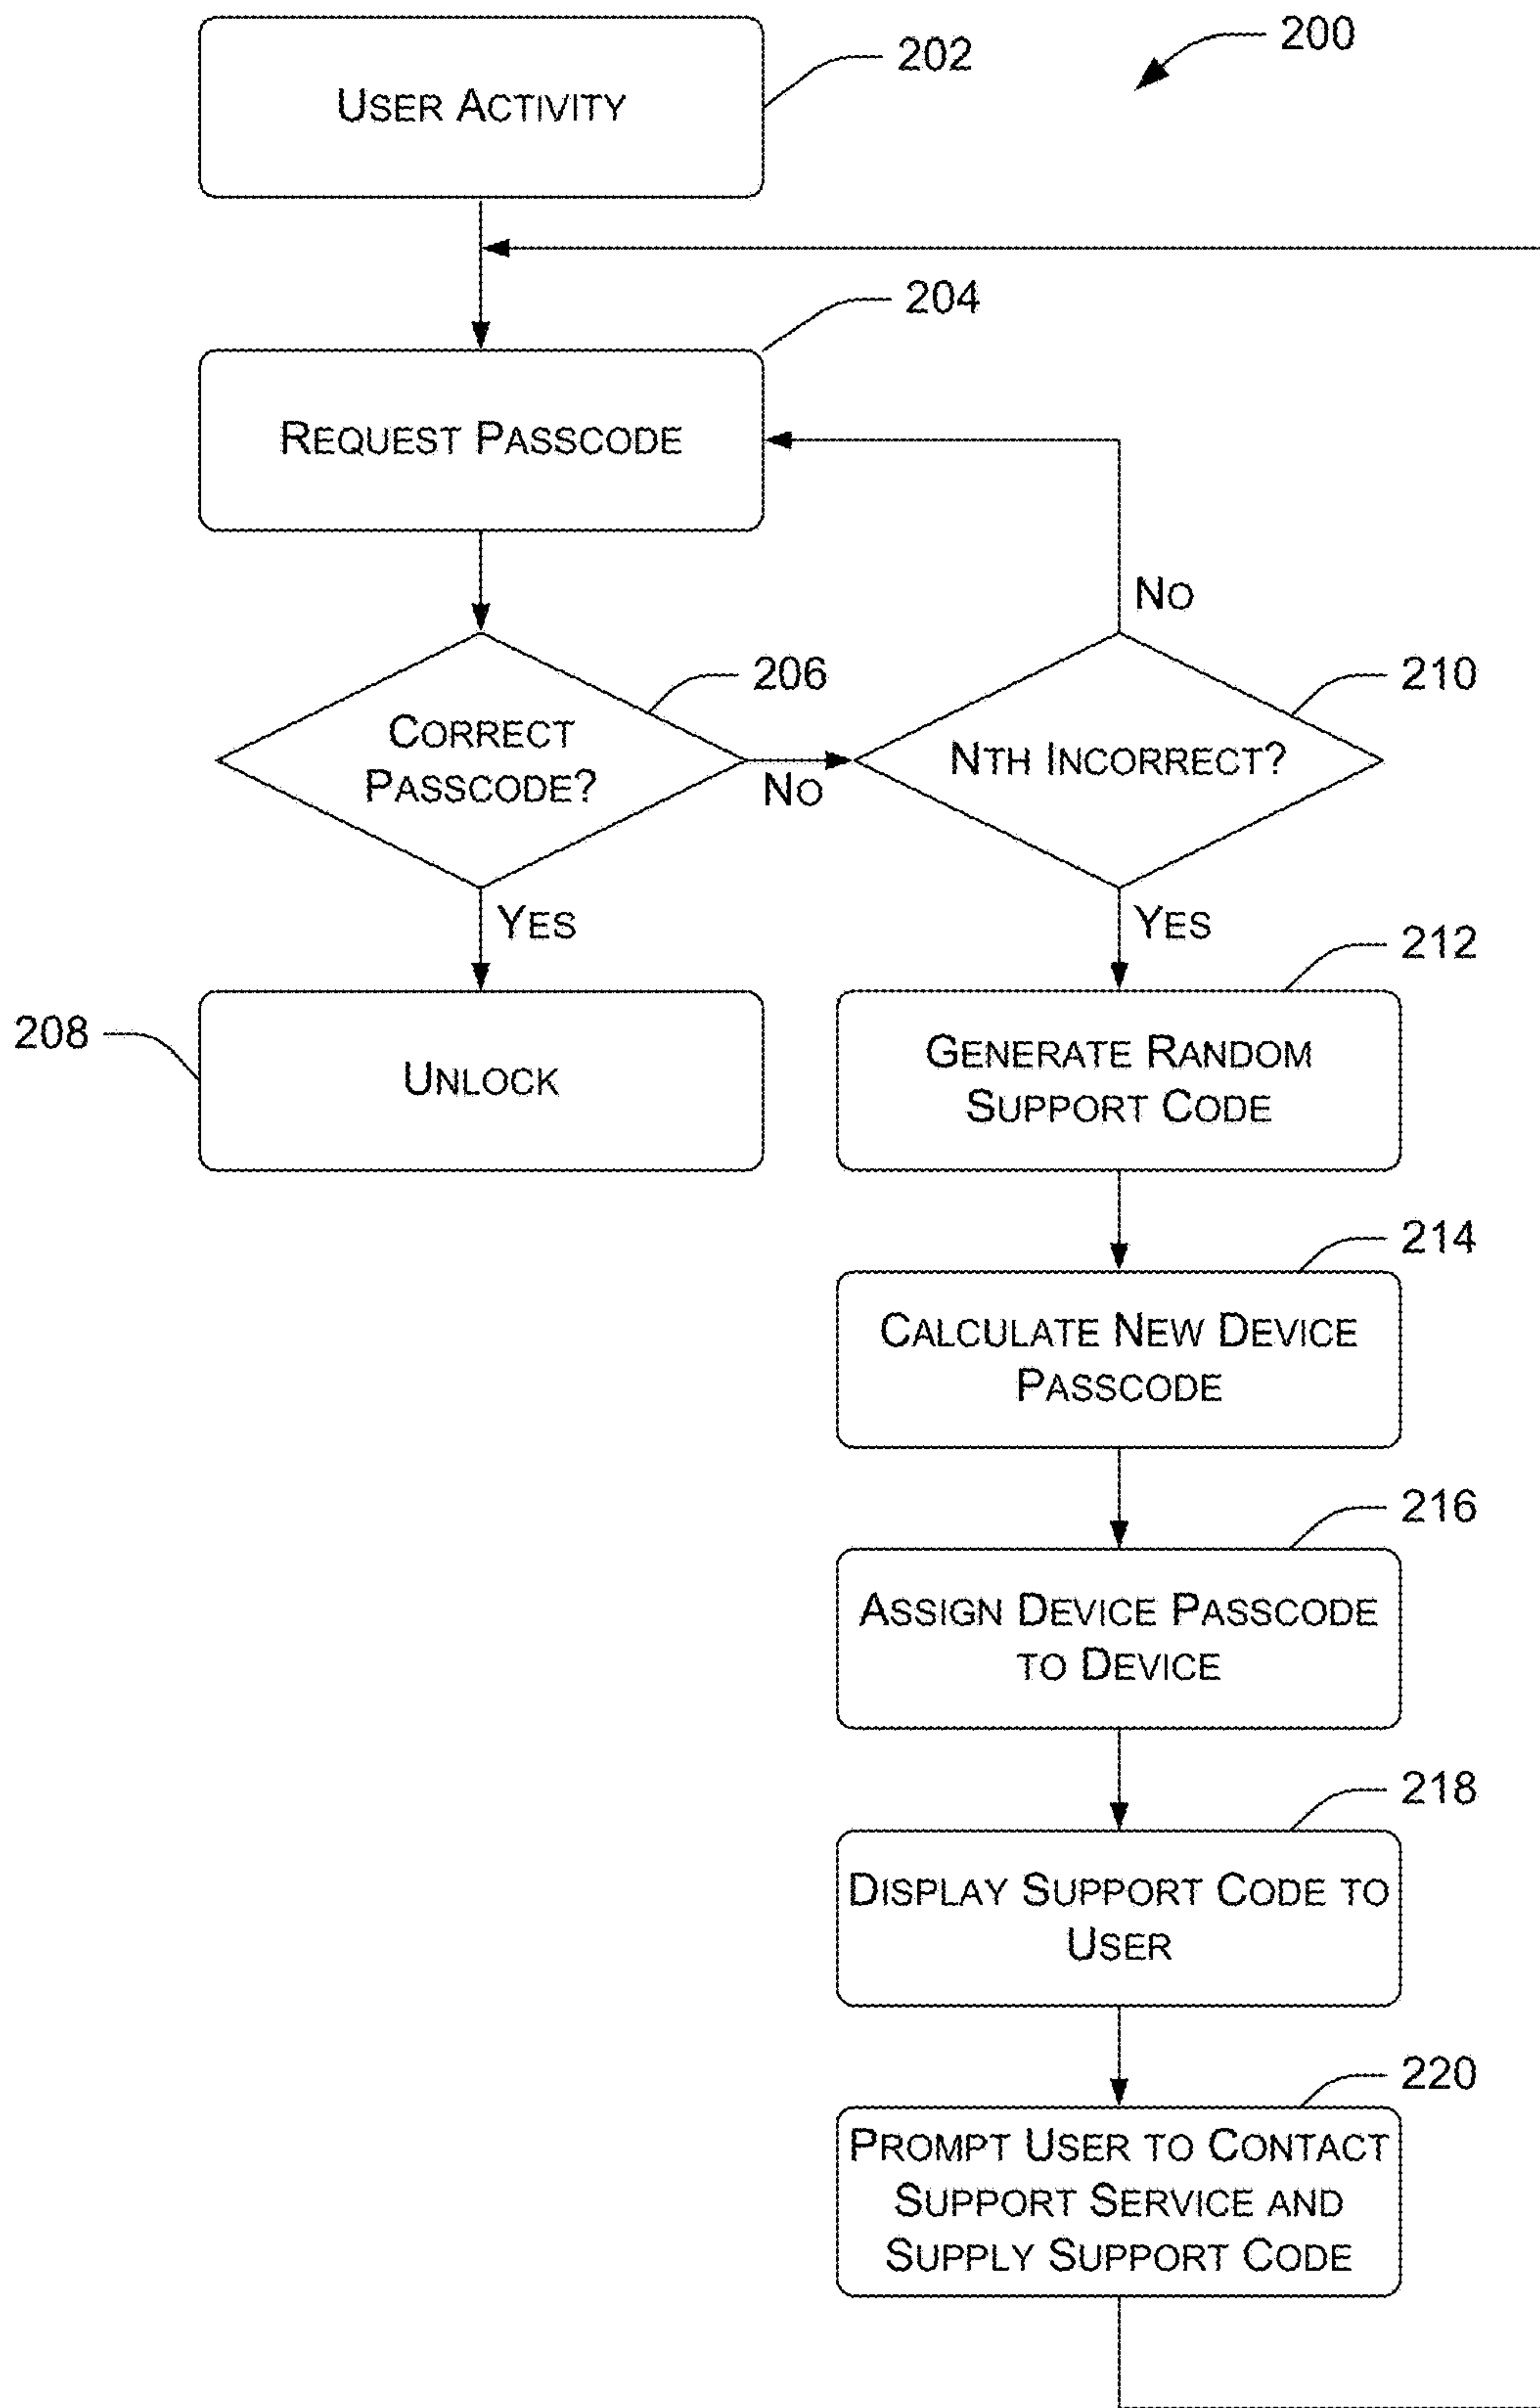 200
202
USER ACTIVITY
204
REQUEST PASSCODE
NO
206
CORRECT
PASSCODE?
NO
210
NTH INCORRECT?
YES
YES
208
UNLOCK
212
GENERATE RANDOM
SUPPORT CODE
214
CALCULATE NEW DEVICE
PASSCODE
216
ASSIGN DEVICE PASSCODE
TO DEVICE
218
DISPLAY SUPPORT CODE TO
USER
220
PROMPT USER TO CONTACT
SUPPORT SERVICE AND
SUPPLY SUPPORT CODE